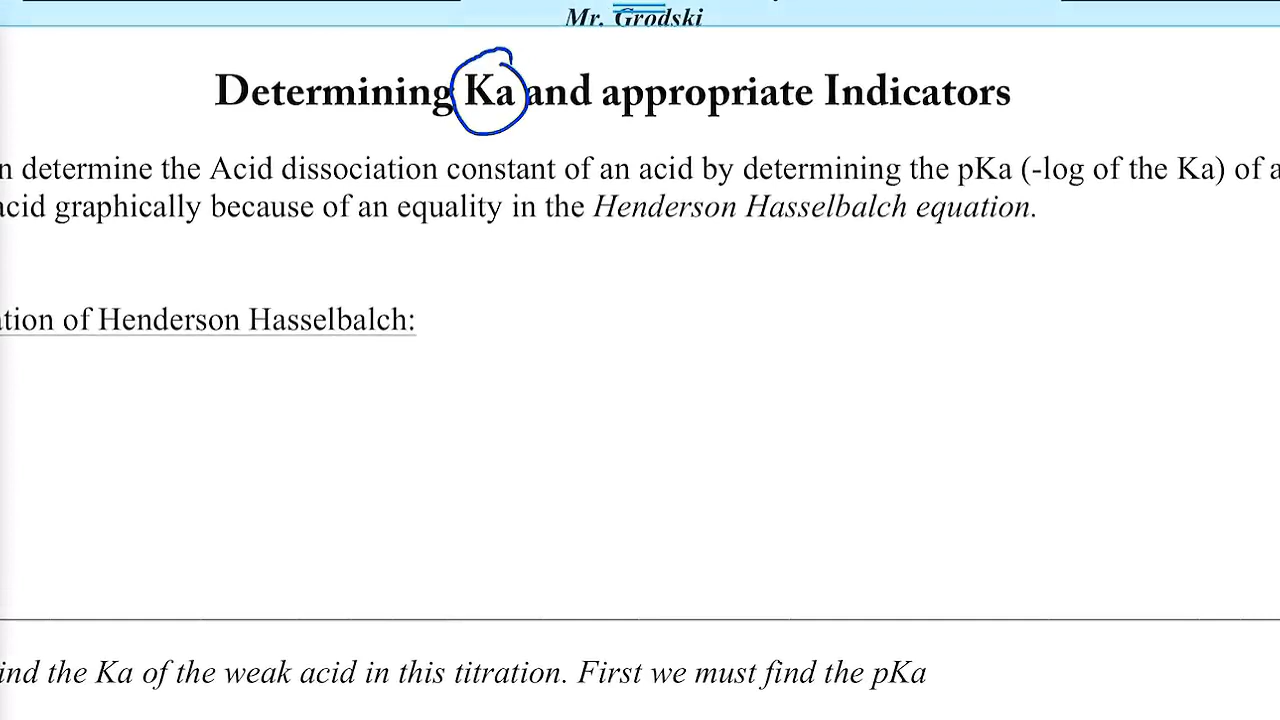 Mr. Grodski
Determining Ka and appropriate Indicators
determine the Acid dissociation constant of an acid by determining the pKa (-log of the Ka) of
acid graphically because of an equality in the Henderson Hasselbalch equation.
of Henderson Hasselbalch:
the Ka of the weak acid in this titration. First we must find the pKa